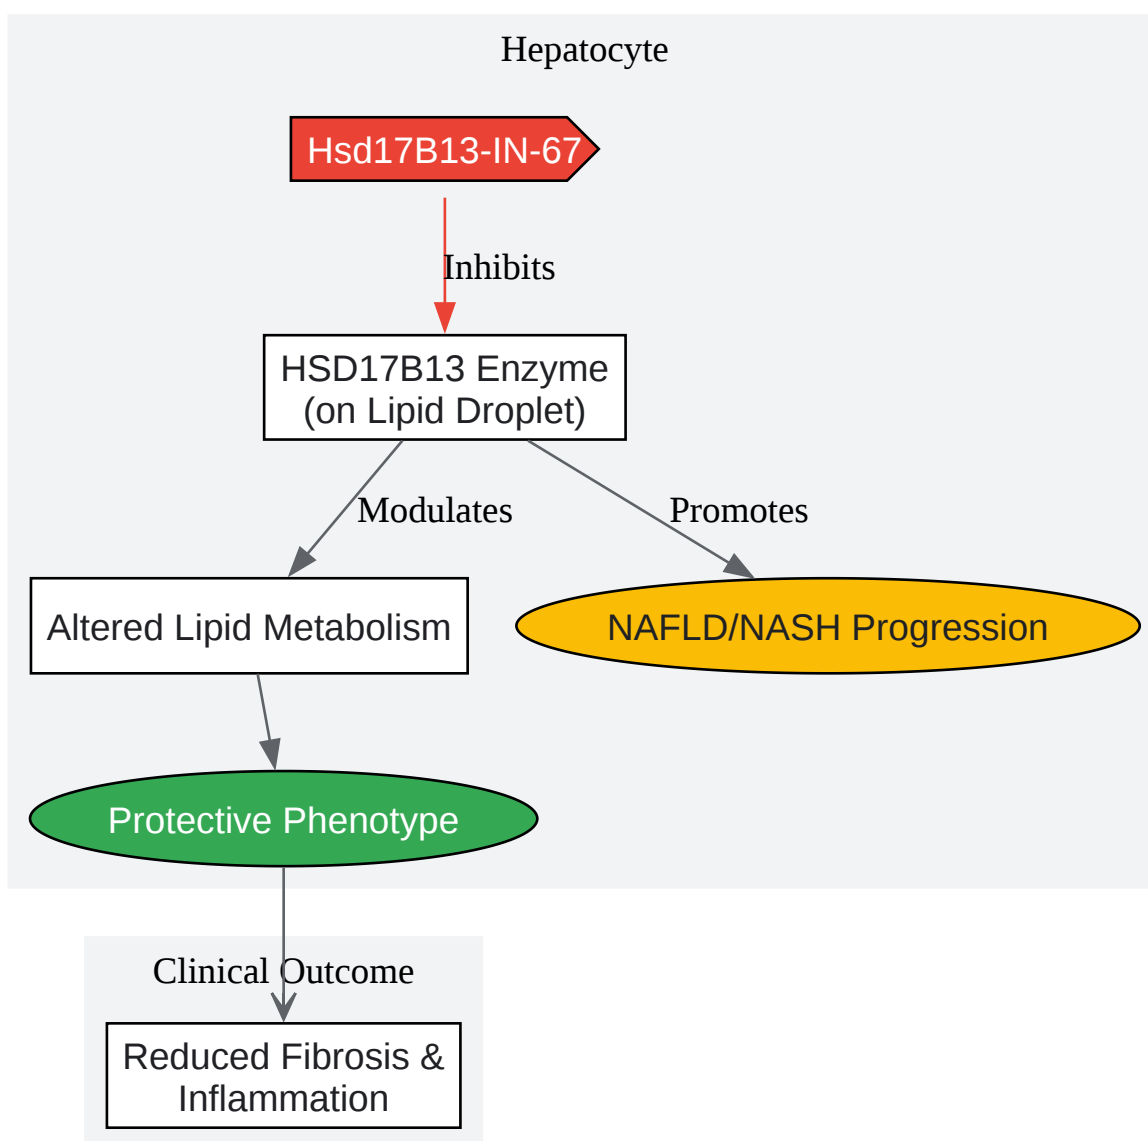 Hepatocyte
Hsd17B13-IN-67
Inhibits
HSD17B13 Enzyme
(on Lipid Droplet)
Modulates
Promotes
Altered Lipid Metabolism
NAFLD/NASH Progression
Protective Phenotype
Clinical Outcome
Reduced Fibrosis &
Inflammation